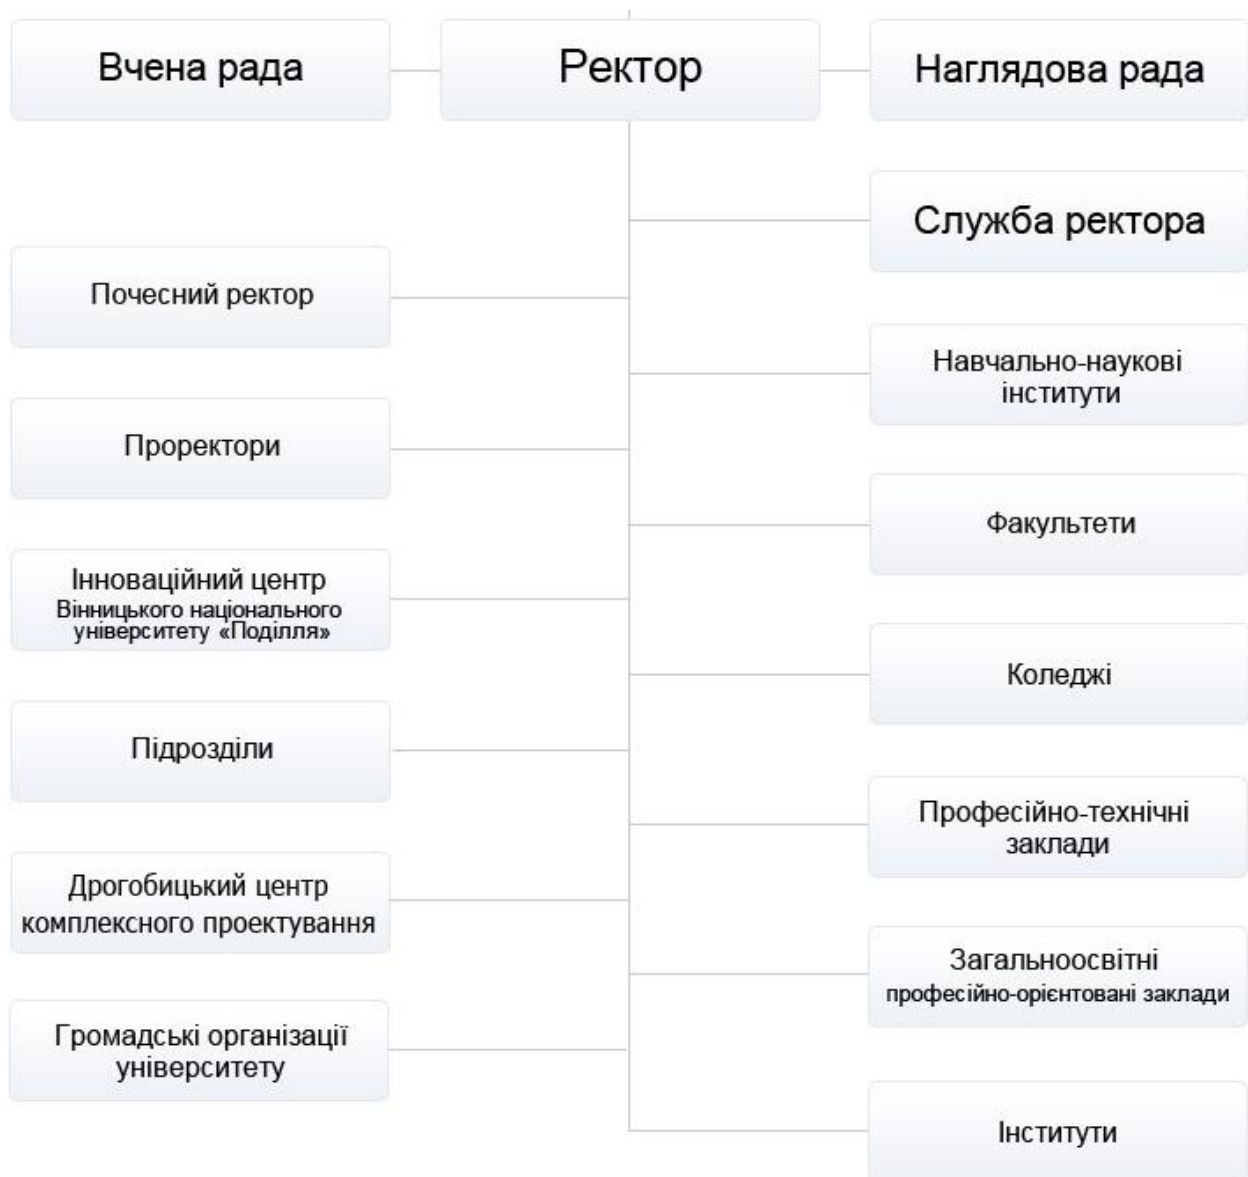 Вчена рада
Ректор
Наглядова рада
Служба ректора
Почесний ректор
Навчально-наукові
інститути
Проректори
Факультети
Інноваційний центр
Вінницького національного
університету «Поділля»
Коледжі
Підрозділи
Професійно-технічні
заклади
Дрогобицький центр
комплексного проектування
Загальноосвітні
професійно-орієнтовані заклади
Громадські організації
університету
Інститути